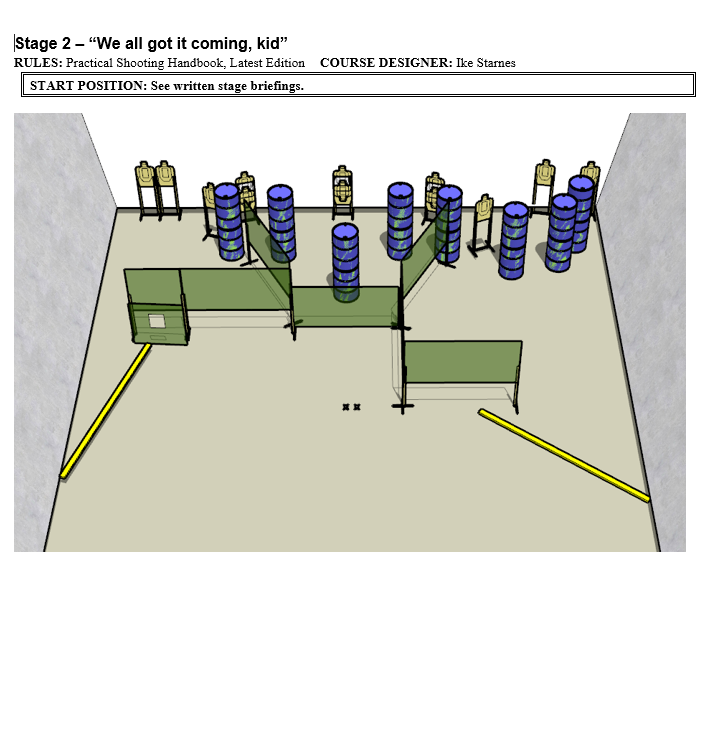 Stage 2 – “We all got it coming, kid”
RULES: Practical Shooting Handbook, Latest Edition COURSE DESIGNER: Ike Starnes
START POSITION: See written stage briefings.